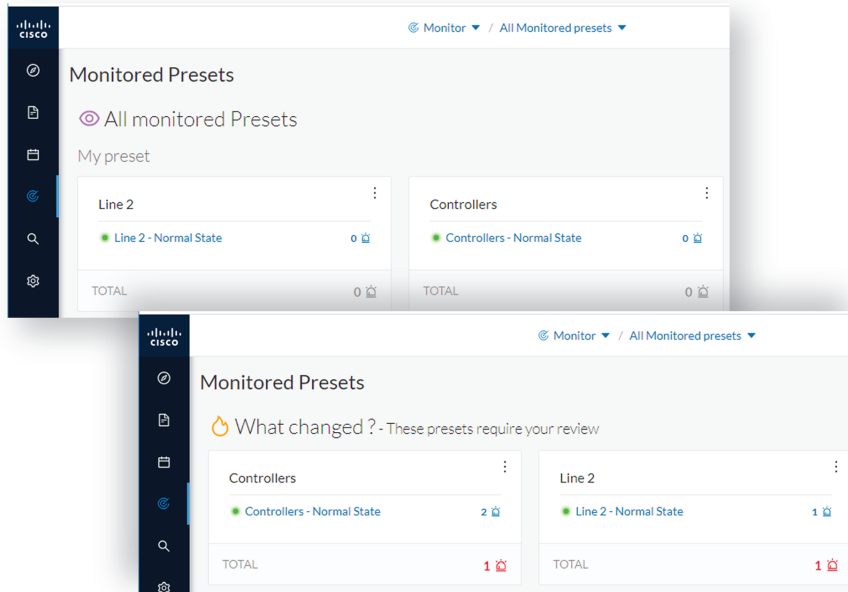 CISCO
Monitor / All Monitored presets
Monitored Presets
All monitored Presets
My preset
Line 2
Line 2 - Normal State 0
TOTAL 0
Controllers
Controllers - Normal State 0
TOTAL 0
CISCO
Monitor / All Monitored presets
Monitored Presets
What changed ? - These presets require your review
Controllers
Controllers - Normal State 2
TOTAL 1
Line 2
Line 2 - Normal State 1
TOTAL 1